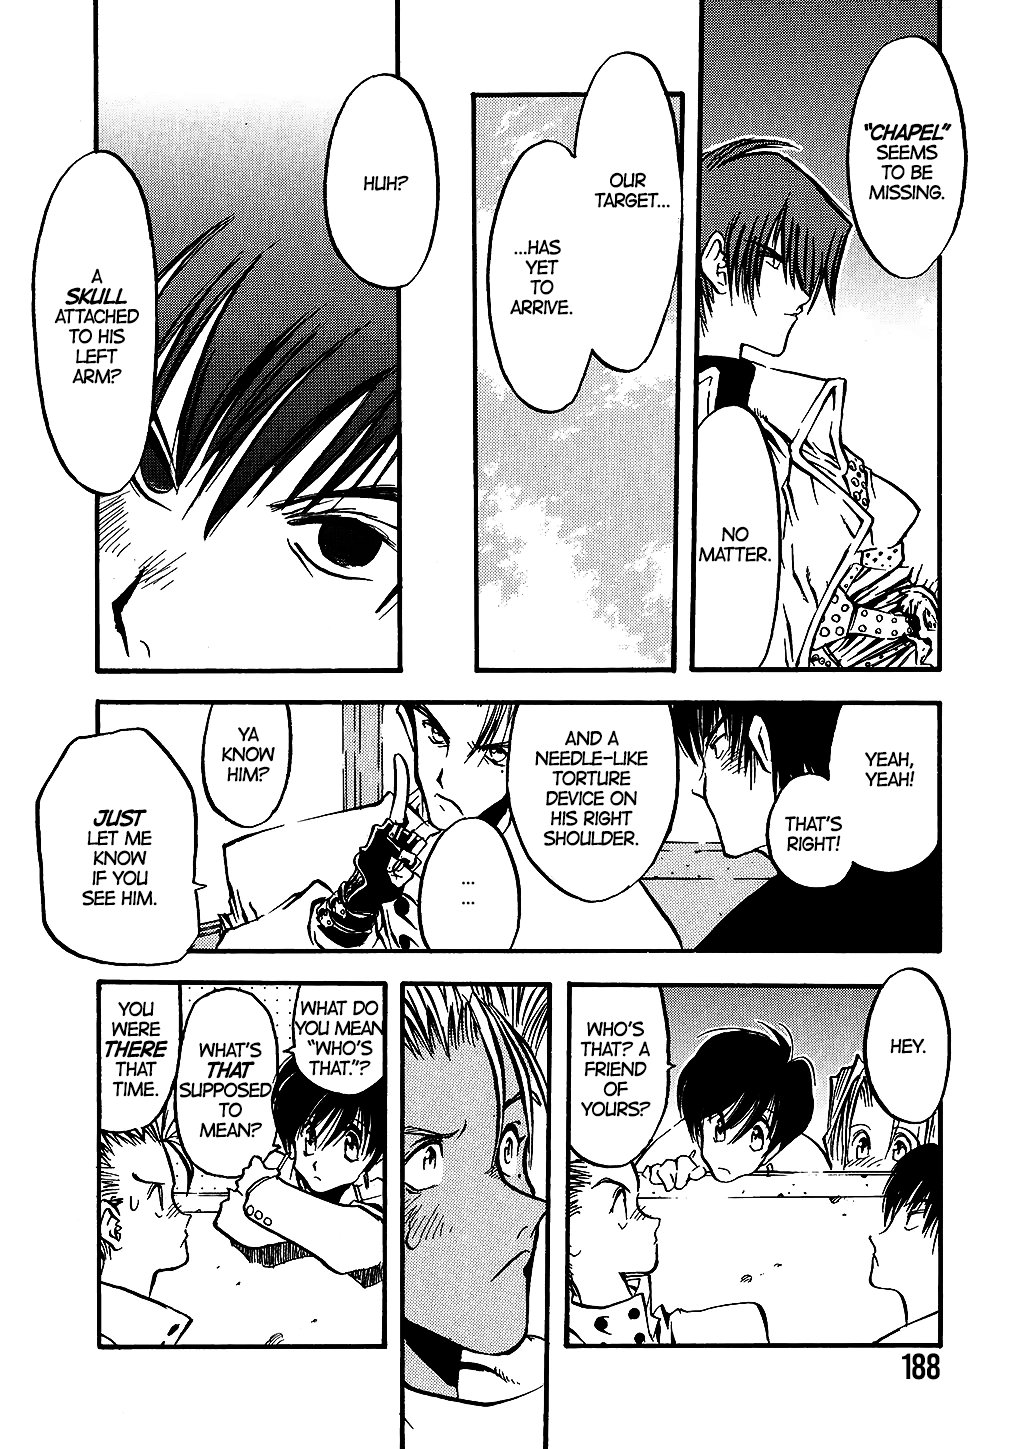 "CHAPEL"
SEEMS
TO BE
MISSING.
NO
MATTER.
OUR
TARGET...
...HAS
YET
TO
ARRIVE.
HUH?
A
SKULL
ATTACHED
TO HIS
LEFT
ARM?
YEAH,
YEAH!
THAT'S
RIGHT!
AND A
NEEDLE-LIKE
TORTURE
DEVICE ON
HIS RIGHT
SHOULDER.
...
...
YA
KNOW
HIM?
JUST
LET ME
KNOW
IF YOU
SEE HIM.
HEY.
WHO'S
THAT? A
FRIEND
OF
YOURS?
WHAT DO
YOU MEAN
"WHO'S
THAT."?
WHAT'S
THAT
SUPPOSED
TO
MEAN?
YOU
WERE
THERE
THAT
TIME.
188